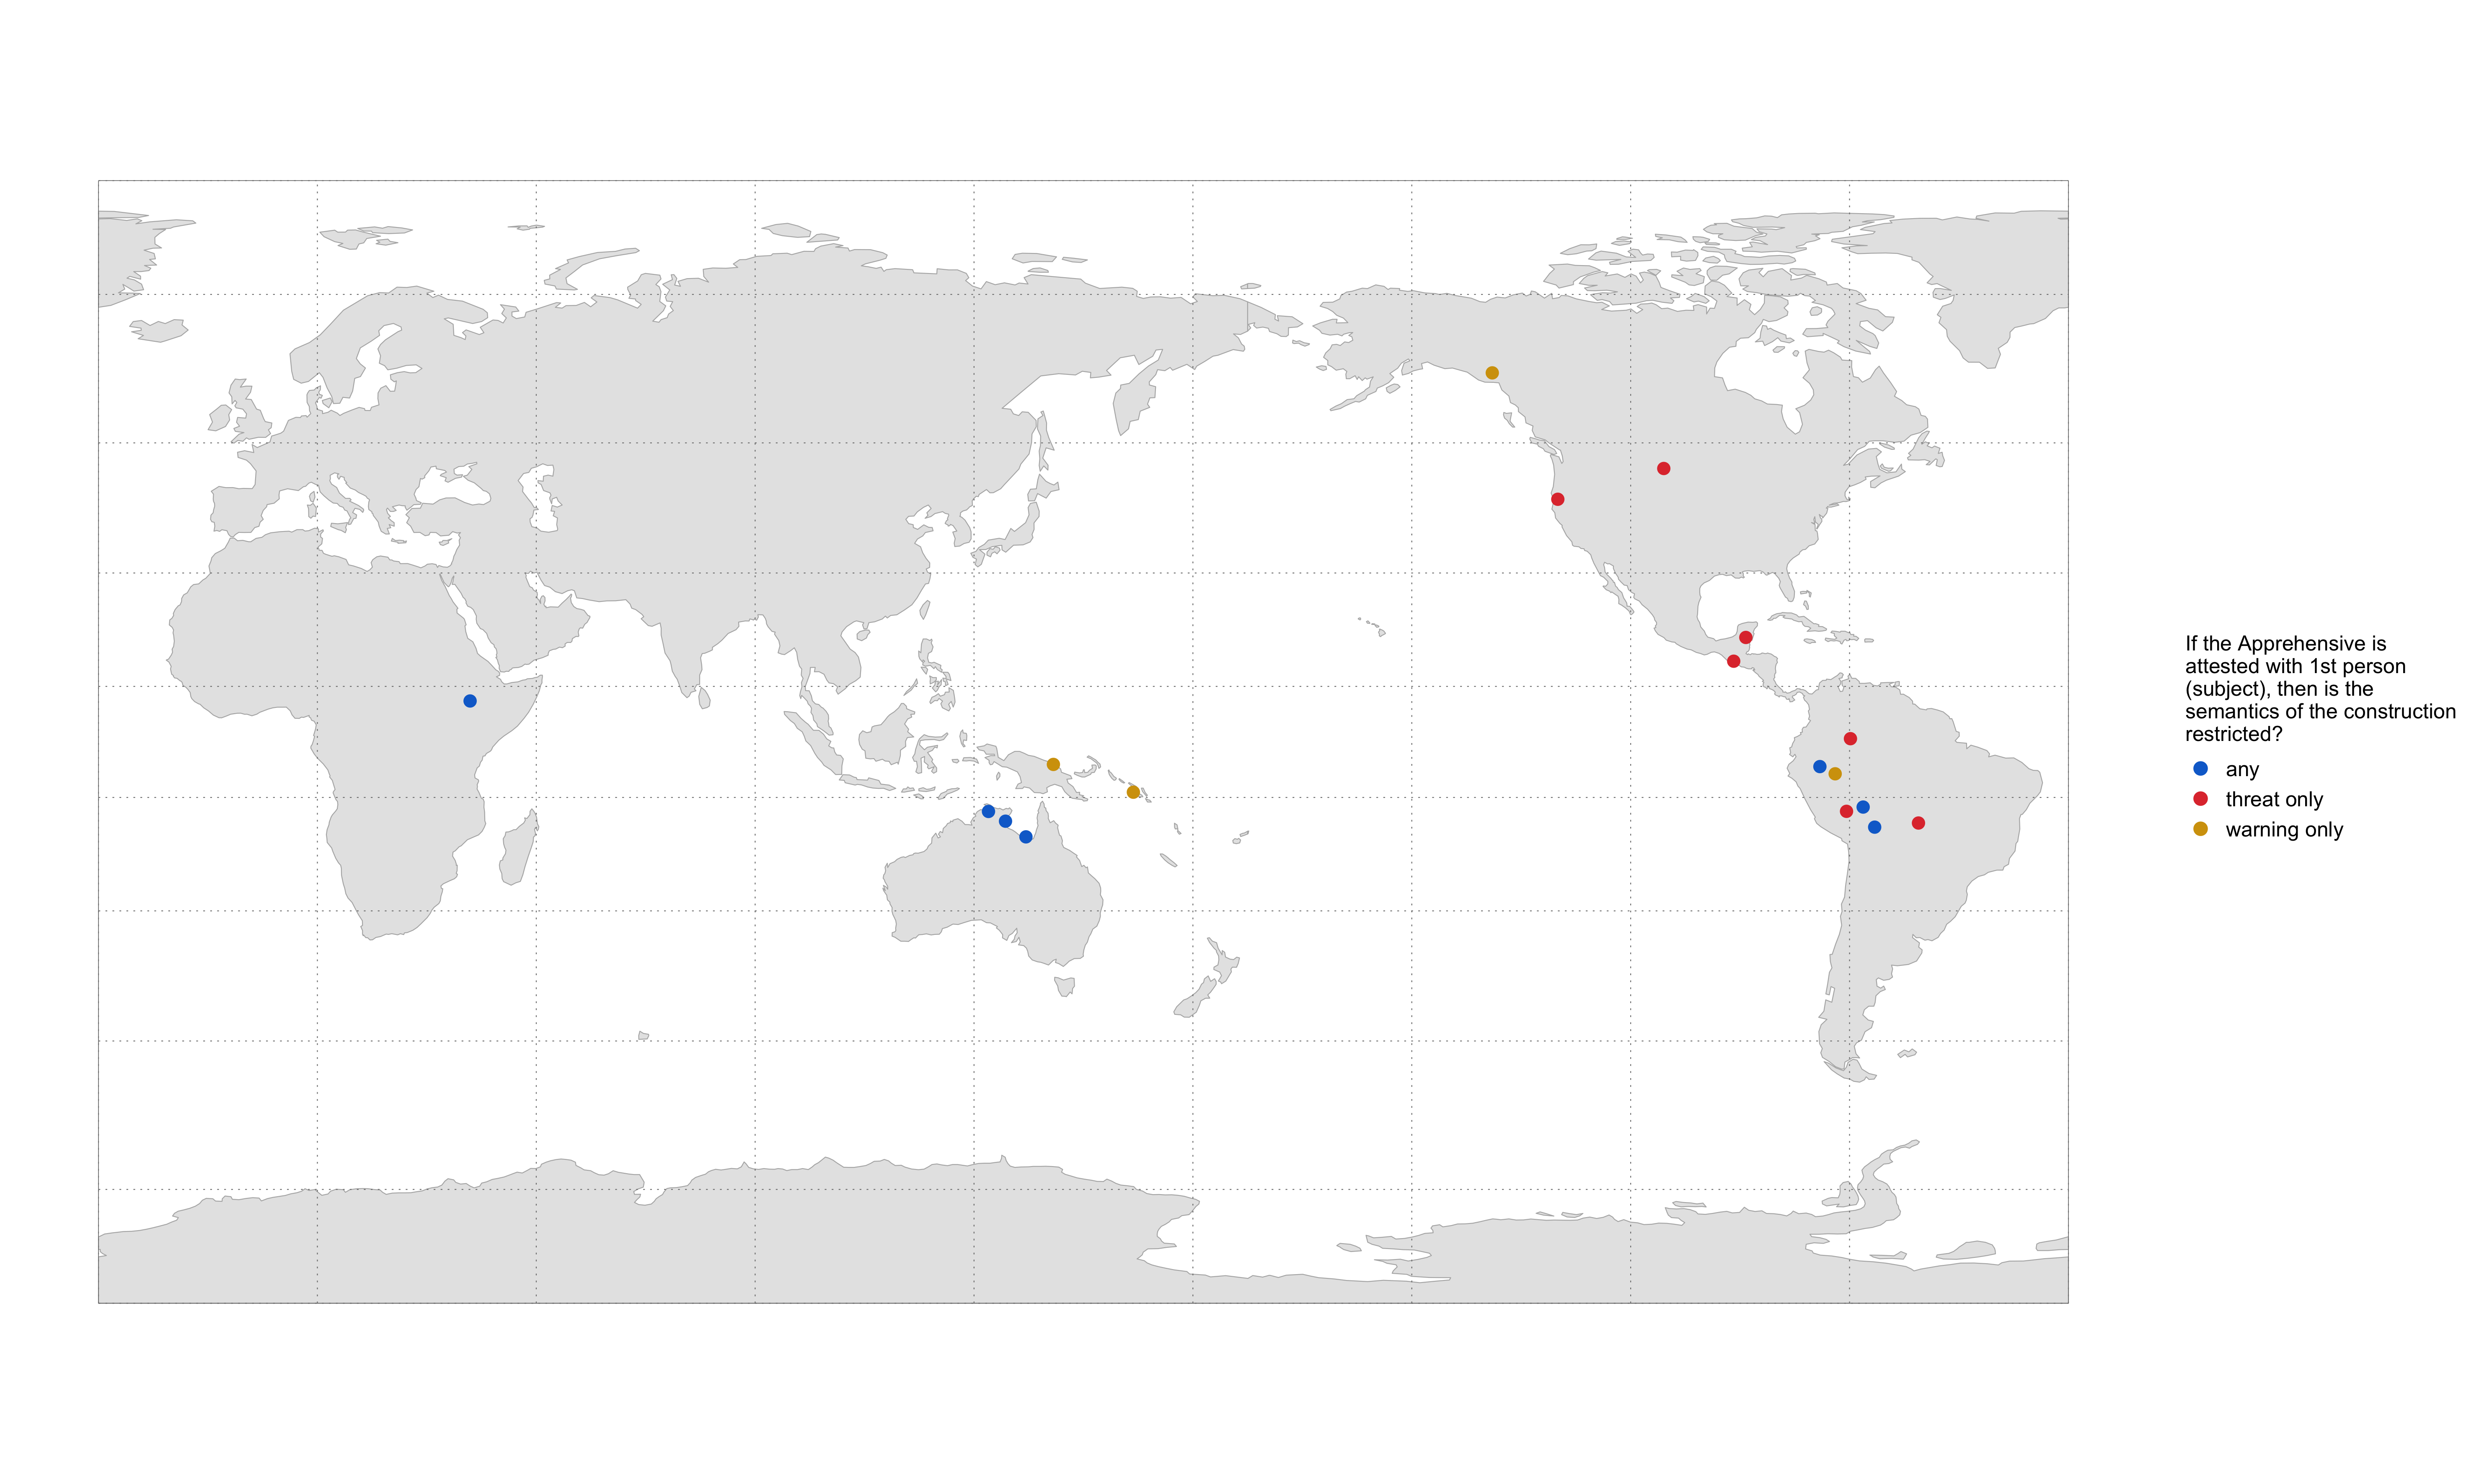 If the Apprehensive is
attested with 1st person
(subject), then is the
semantics of the construction
restricted?
any
threat only
warning only